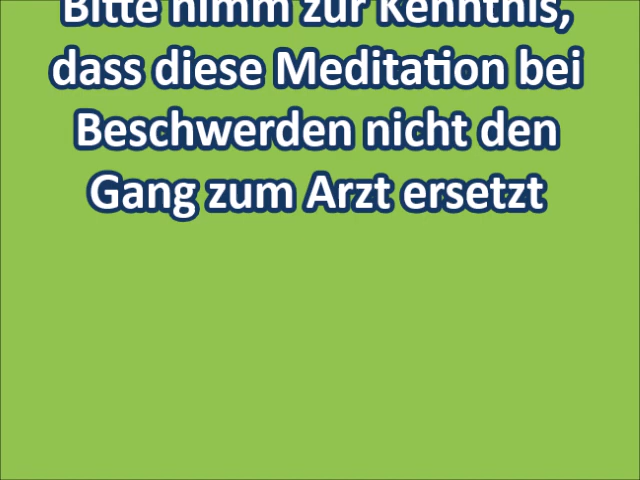 Bitte nimm zur Kenntnis,
dass diese Meditation bei
Beschwerden nicht den
Gang zum Arzt ersetzt